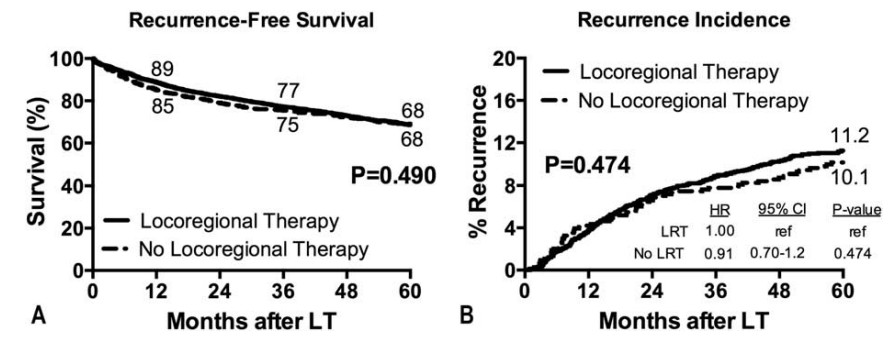 Recurrence-Free Survival
Survival (%)
100
80
60
40
20
0
89
85
77
75
68
68
P=0.490
Locoregional Therapy
No Locoregional Therapy
0 12 24 36 48 60
A
Months after LT
Recurrence Incidence
% Recurrence
20
16
12
8
4
0
Locoregional Therapy
No Locoregional Therapy
P=0.474
11.2
10.1
HR 95% CI P-value
LRT 1.00 ref ref
No LRT 0.91 0.70-1.2 0.474
0 12 24 36 48 60
B
Months after LT